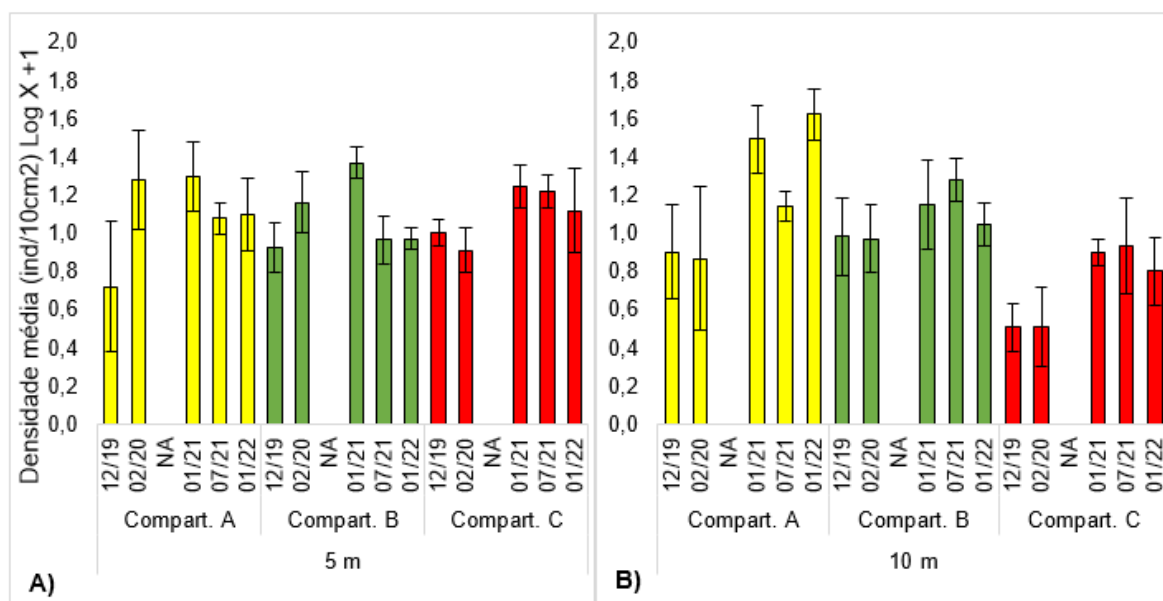 Densidade média (ind/10cm2) Log X +1
2,0
1,8
1,6
1,4
1,2
1,0
0,8
0,6
0,4
0,2
0,0
12/19 02/20 NA 01/21 07/21 01/22 12/19 02/20 NA 01/21 07/21 01/22 12/19 02/20 NA 01/21 07/21 01/22
Compart. A Compart. B Compart. C
5 m
A)
2,0
1,8
1,6
1,4
1,2
1,0
0,8
0,6
0,4
0,2
0,0
12/19 02/20 NA 01/21 07/21 01/22 12/19 02/20 NA 01/21 07/21 01/22 12/19 02/20 NA 01/21 07/21 01/22
Compart. A Compart. B Compart. C
10 m
B)